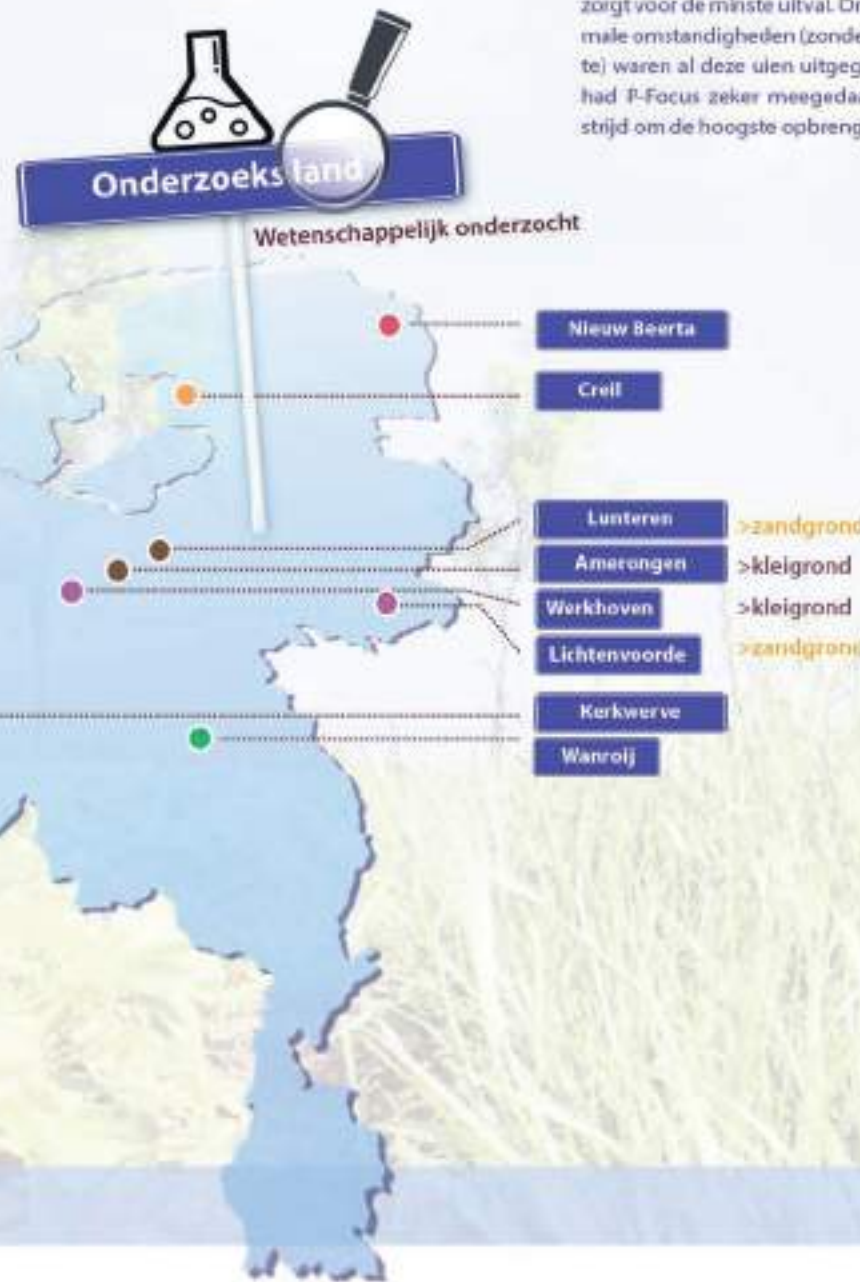 zorgt voor de minste uitval. On
male omstandigheden (zonde
te) waren al deze uien uitgeg
had P-Focus zeker meegedaa
strijd om de hoogste opbreng
Onderzoeksland
Wetenschappelijk onderzocht
Nieuw Beerta
Creil
Lunteren >zandgrond
Amerongen >kleigrond
Werkhoven >kleigrond
Lichtenvoorde >zandgrond
Kerkwerve
Wanroij